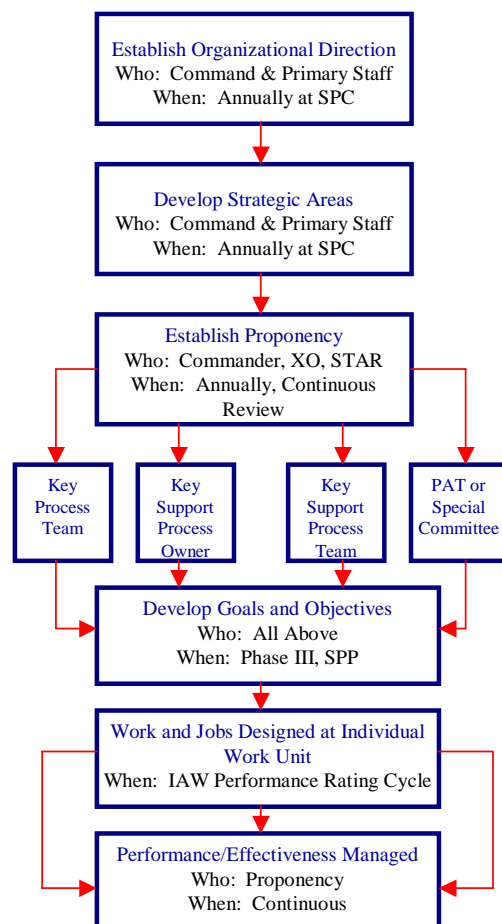 Establish Organizational Direction
Who: Command & Primary Staff
When: Annually at SPC
Develop Strategic Areas
Who: Command & Primary Staff
When: Annually at SPC
Establish Proponency
Who: Commander, XO, STAR
When: Annually, Continuous
Review
Key
Process
Team
Key
Support
Process
Owner
Key
Support
Process
Team
PAT or
Special
Committee
Develop Goals and Objectives
Who: All Above
When: Phase III, SPP
Work and Jobs Designed at Individual
Work Unit
When: IAW Performance Rating Cycle
Performance/Effectiveness Managed
Who: Proponency
When: Continuous